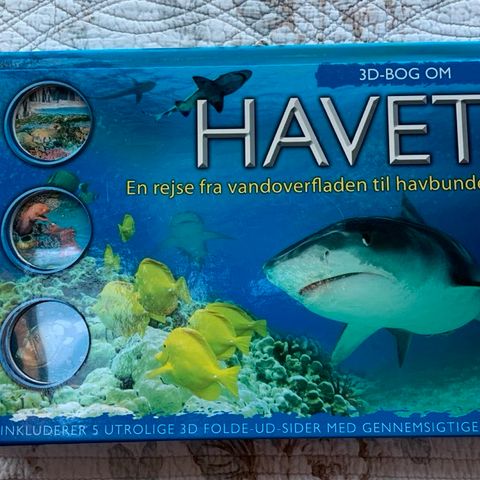 3D-BOG OM
HAVET
En rejse fra vandoverfladen til havbunde
INKLUDERER 5 UTROLIGE 3D FOLDE-UD-SIDER MED GENNEMSIGTIGE